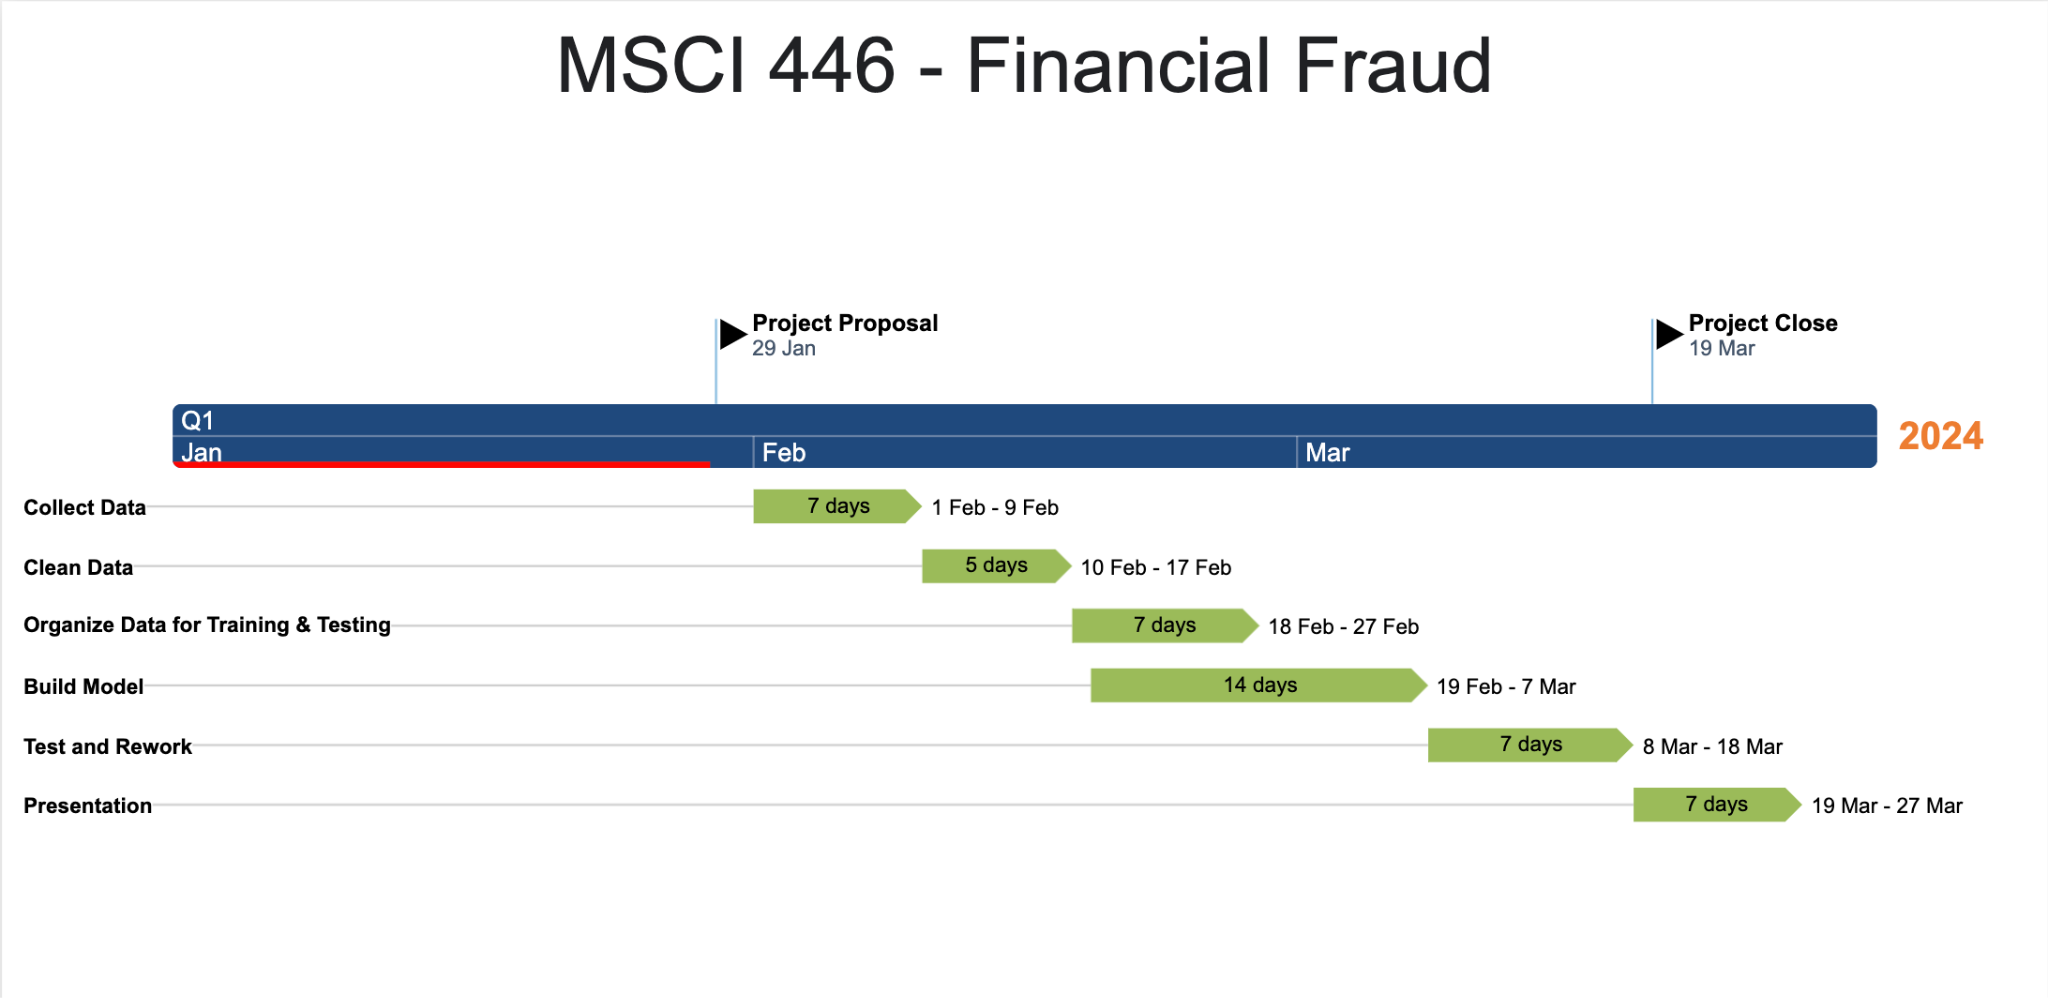 MSCI 446 - Financial Fraud
Project Proposal
29 Jan
Project Close
19 Mar
Q1
2024
Jan
Feb
Mar
Collect Data
7 days
1 Feb - 9 Feb
Clean Data
5 days
10 Feb - 17 Feb
Organize Data for Training & Testing
7 days
18 Feb - 27 Feb
Build Model
14 days
19 Feb - 7 Mar
Test and Rework
7 days
8 Mar - 18 Mar
Presentation
7 days
19 Mar - 27 Mar